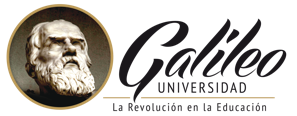 Galileo
UNIVERSIDAD
La Revolución en la Educación